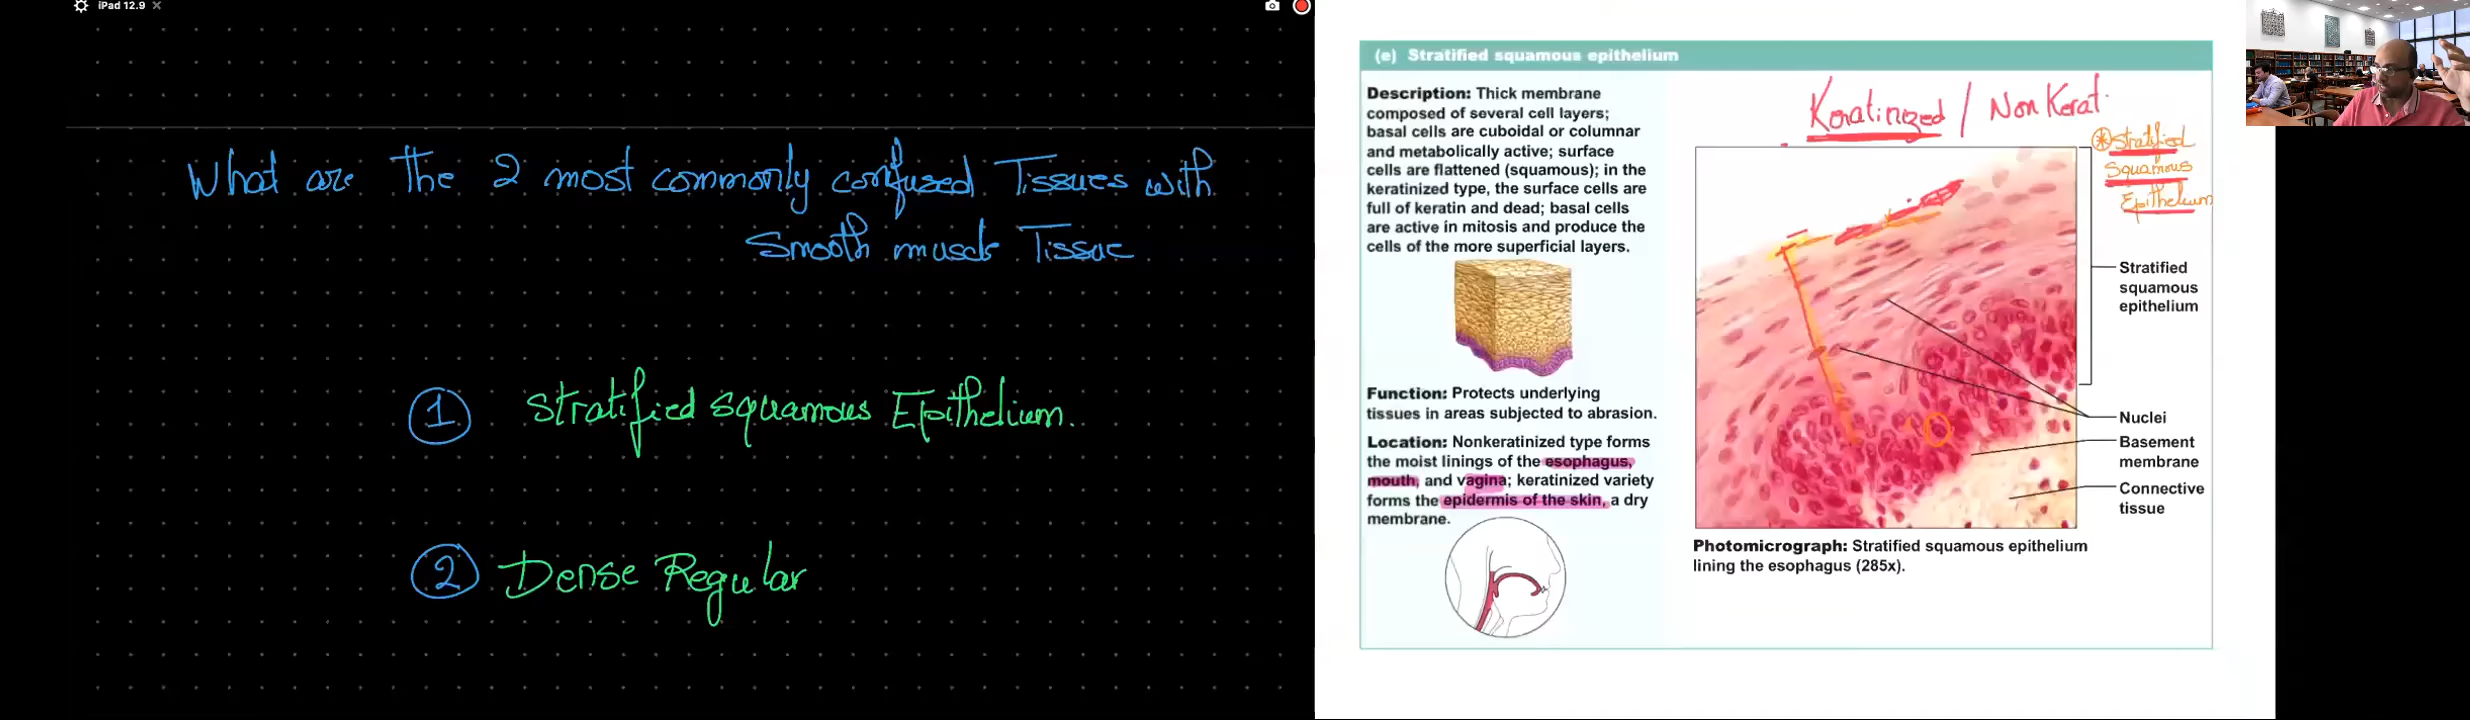 iPad 12.9
What are the 2 most commonly confused Tissues with
Smooth muscle Tissue
1 Stratified Squamous Epithelium.
2 Dense Regular
(e) Stratified squamous epithelium
Description: Thick membrane
composed of several cell layers;
basal cells are cuboidal or columnar
and metabolically active; surface
cells are flattened (squamous); in the
keratinized type, the surface cells are
full of keratin and dead; basal cells
are active in mitosis and produce the
cells of the more superficial layers.
Function: Protects underlying
tissues in areas subjected to abrasion.
Location: Nonkeratinized type forms
the moist linings of the esophagus,
mouth, and vagina; keratinized variety
forms the epidermis of the skin, a dry
membrane.
Keratinized / Non Kerat.
Stratified
Squamous
Epithelium
Stratified
squamous
epithelium
Nuclei
Basement
membrane
Connective
tissue
Photomicrograph: Stratified squamous epithelium
lining the esophagus (285x).